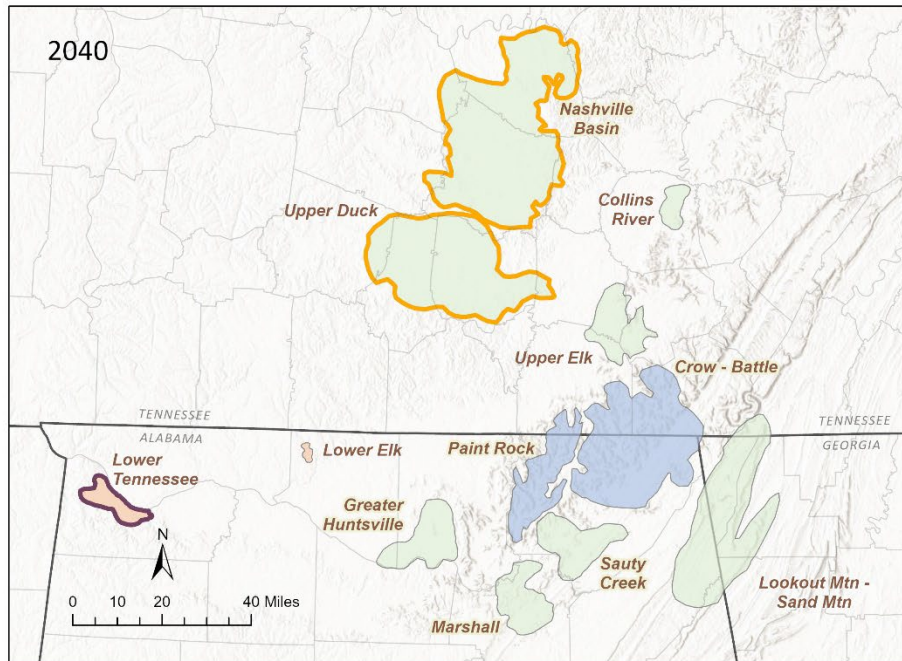 2040
Nashville
Basin
Upper Duck
Collins
River
Upper Elk
Crow - Battle
TENNESSEE
ALABAMA
TENNESSEE
GEORGIA
Lower
Tennessee
Lower Elk
Paint Rock
Greater
Huntsville
Sauty
Creek
Lookout Mtn -
Sand Mtn
Marshall
N
0 10 20 40 Miles